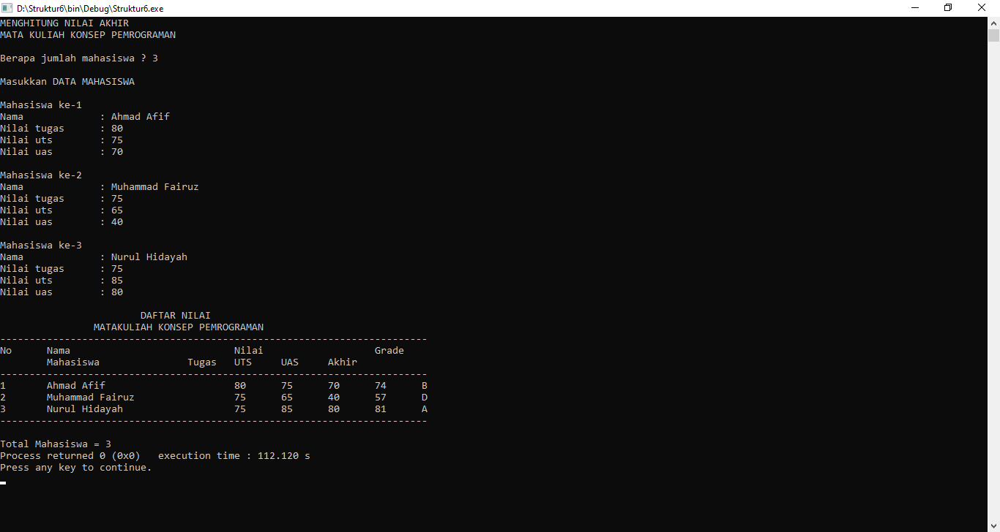 D:\Struktur6\bin\Debug\Struktur6.exe
MENGHITUNG NILAI AKHIR
MATA KULIAH KONSEP PEMROGRAMAN
Berapa jumlah mahasiswa ? 3
Masukkan DATA MAHASISWA
Mahasiswa ke-1
Nama : Ahmad Afif
Nilai tugas : 80
Nilai uts : 75
Nilai uas : 70
Mahasiswa ke-2
Nama : Muhammad Fairuz
Nilai tugas : 75
Nilai uts : 65
Nilai uas : 40
Mahasiswa ke-3
Nama : Nurul Hidayah
Nilai tugas : 75
Nilai uts : 85
Nilai uas : 80
DAFTAR NILAI
MATAKULIAH KONSEP PEMROGRAMAN
-------------------------------------------------------------------------
No Nama Nilai Grade
Mahasiswa Tugas UTS UAS Akhir
-------------------------------------------------------------------------
1 Ahmad Afif 80 75 70 74 B
2 Muhammad Fairuz 75 65 40 57 D
3 Nurul Hidayah 75 85 80 81 A
-------------------------------------------------------------------------
Total Mahasiswa = 3
Process returned 0 (0x0) execution time : 112.120 s
Press any key to continue.